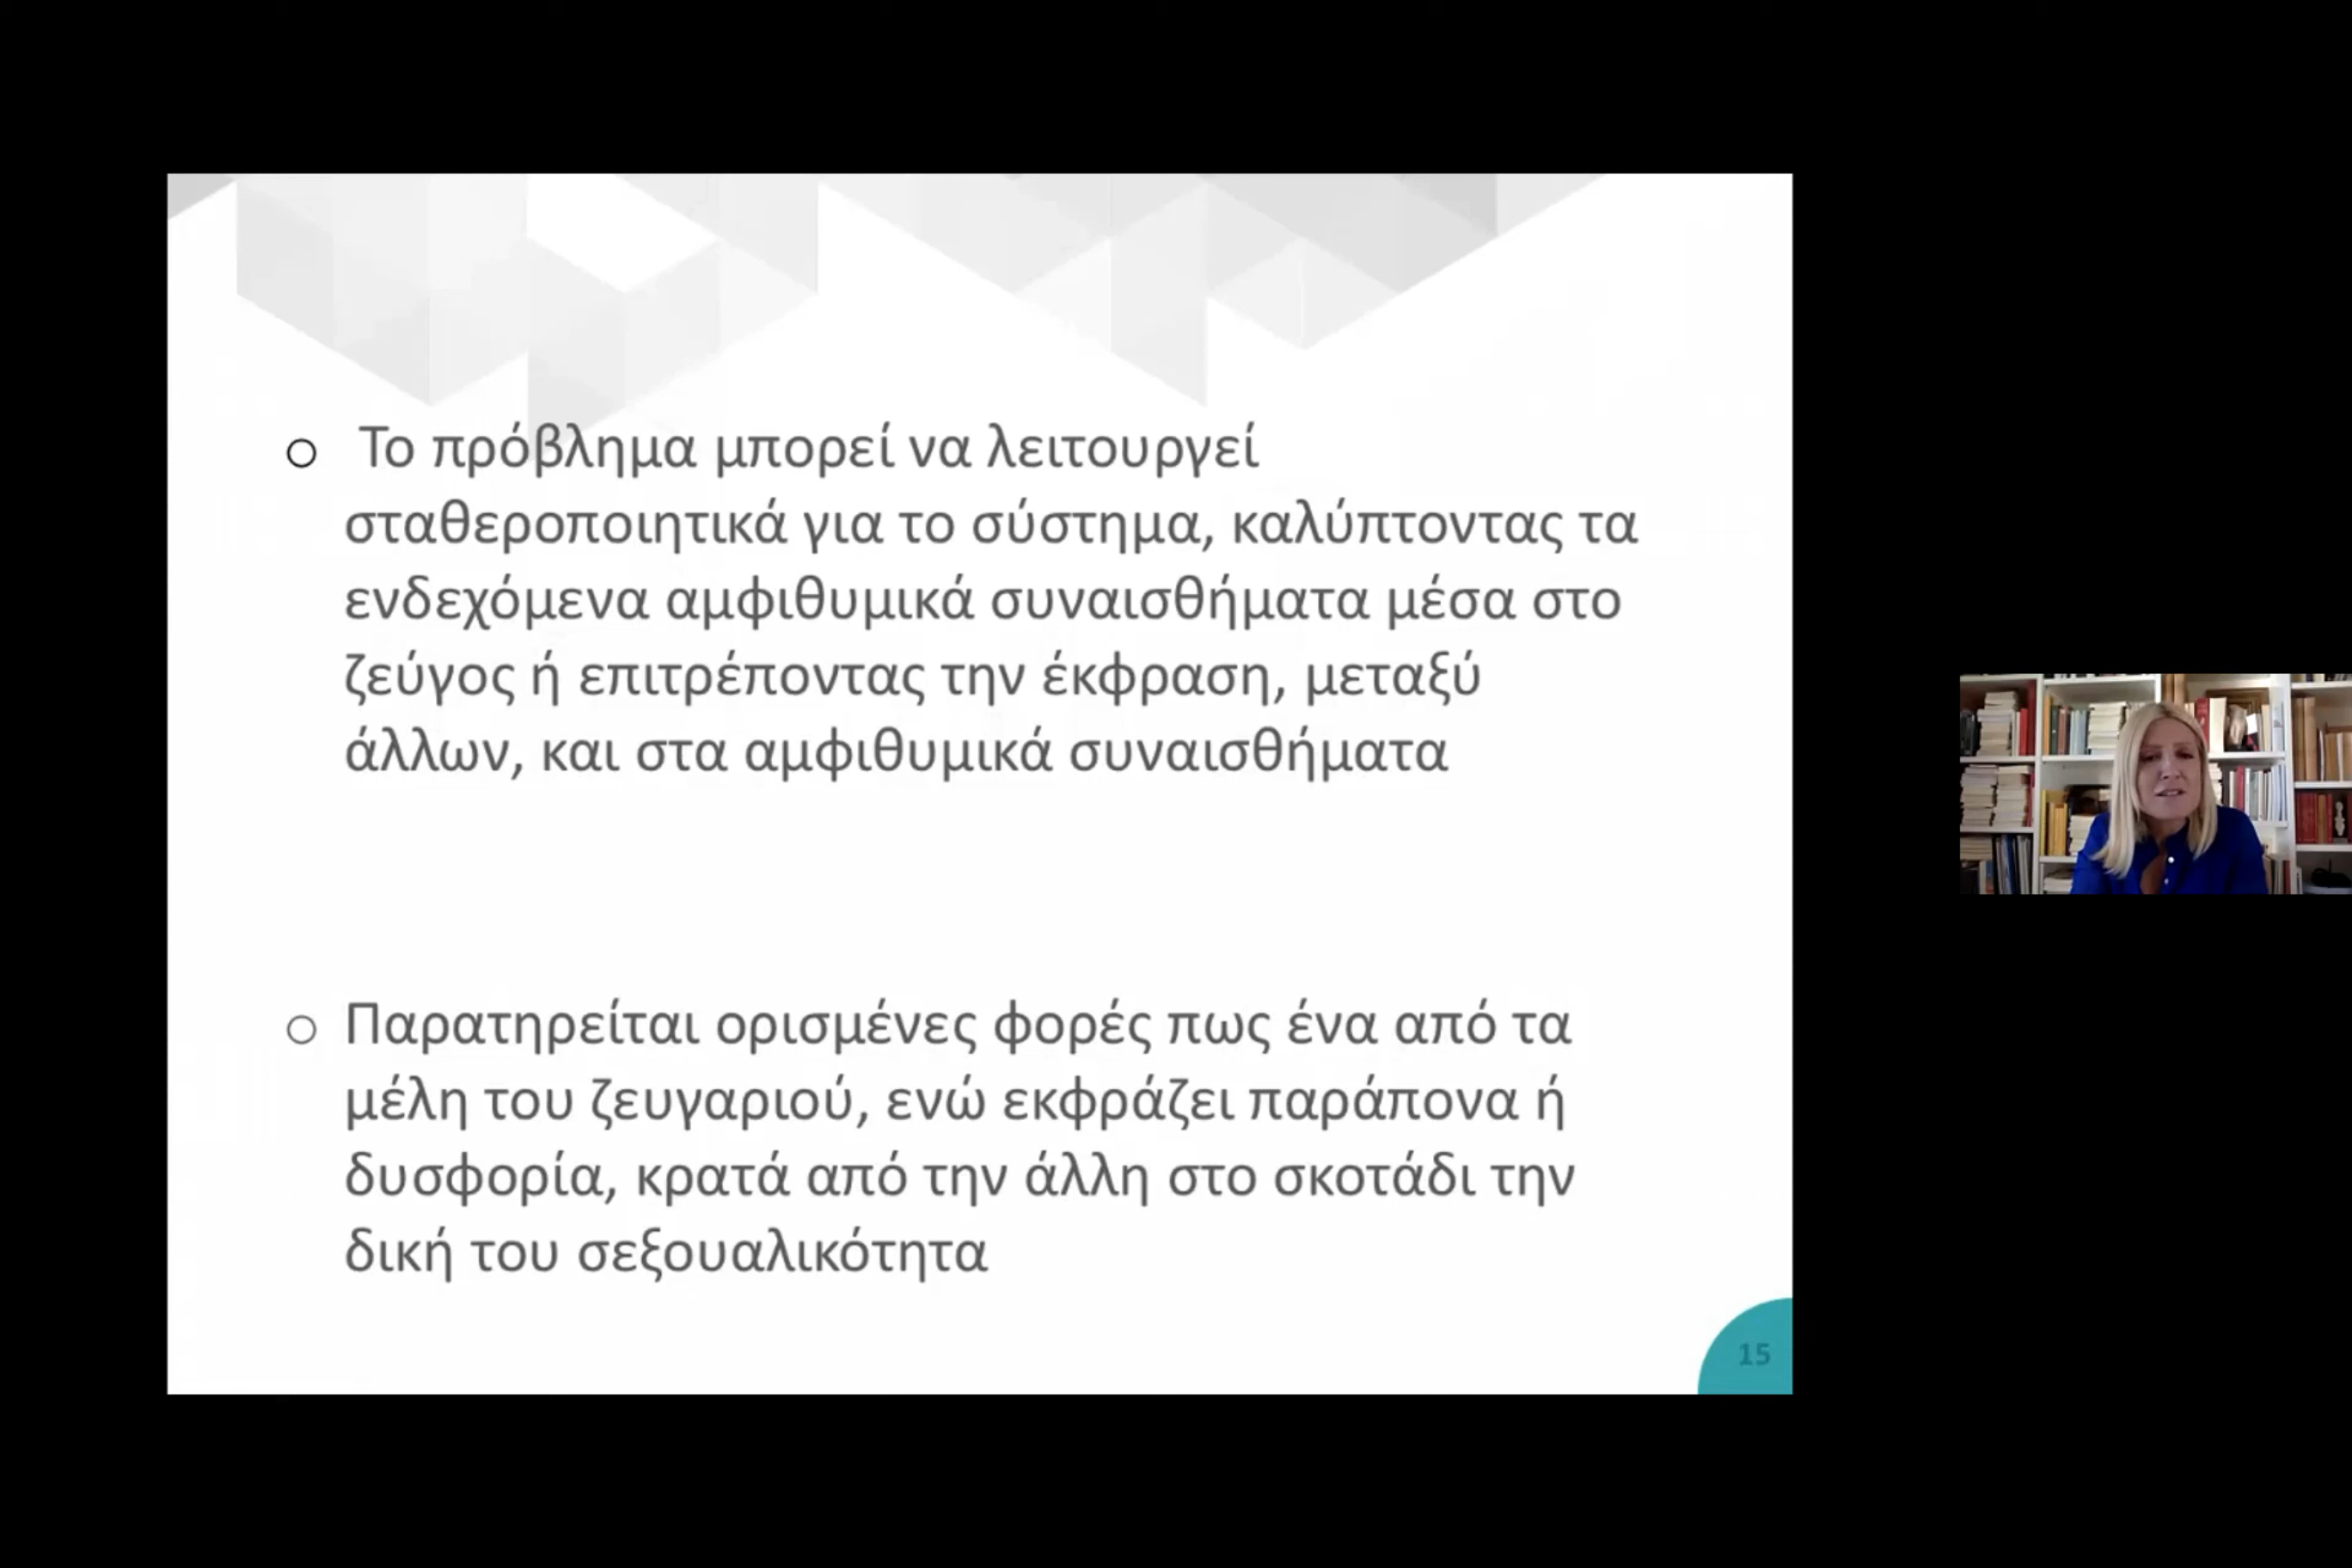 Το πρόβλημα μπορεί να λειτουργεί
σταθεροποιητικά για το σύστημα, καλύπτοντας τα
ενδεχόμενα αμφιθυμικά συναισθήματα μέσα στο
ζεύγος ή επιτρέποντας την έκφραση, μεταξύ
άλλων, και στα αμφιθυμικά συναισθήματα
Παρατηρείται ορισμένες φορές πως ένα από τα
μέλη του ζευγαριού, ενώ εκφράζει παράπονα ή
δυσφορία, κρατά από την άλλη στο σκοτάδι την
δική του σεξουαλικότητα
15